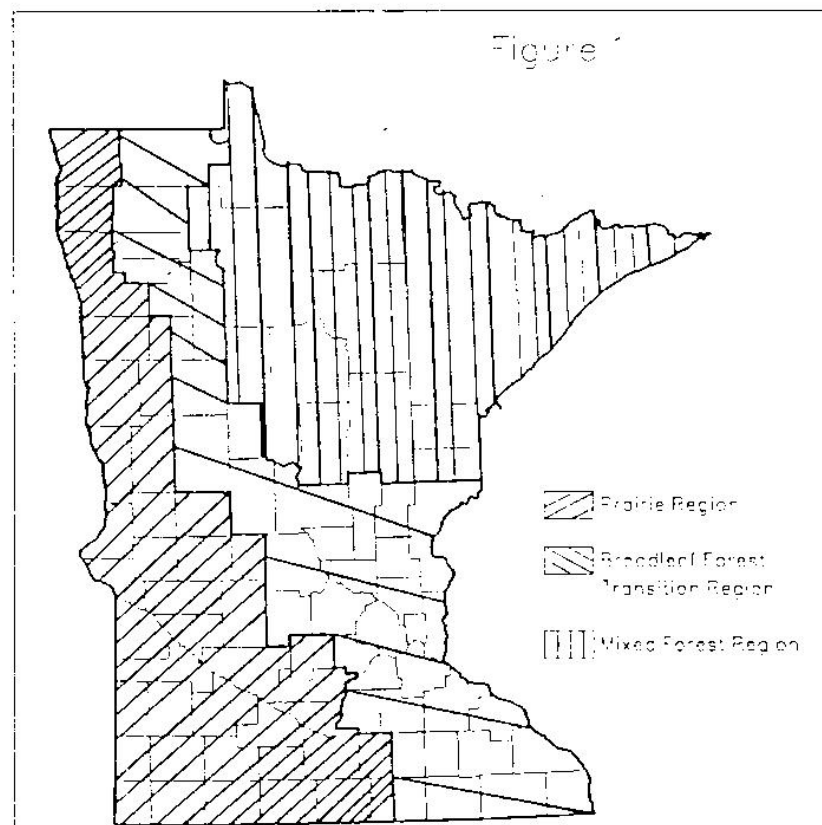 Figure 1
Prairie Region
Broadleaf Forest
Transition Region
Mixed Forest Region